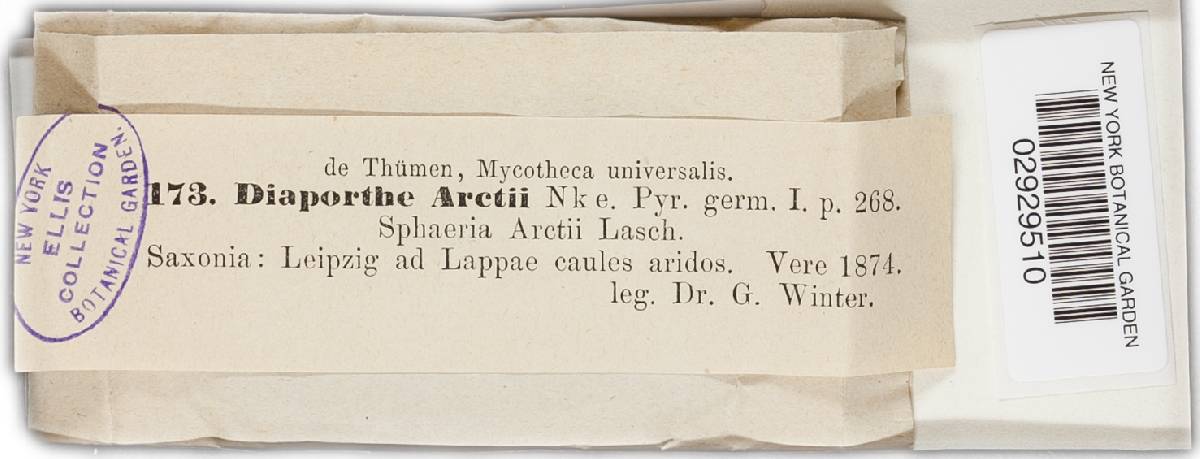 de Thümen, Mycotheca universalis.
173. Diaporthe Arctii Nke. Pyr. germ. I. p. 268.
Sphaeria Arctii Lasch.
Saxonia: Leipzig ad Lappae caules aridos. Vere 1874.
leg. Dr. G. Winter.
NEW YORK
ELLIS
COLLECTION
BOTANICAL GARDEN.
NEW YORK BOTANICAL GARDEN
02929510